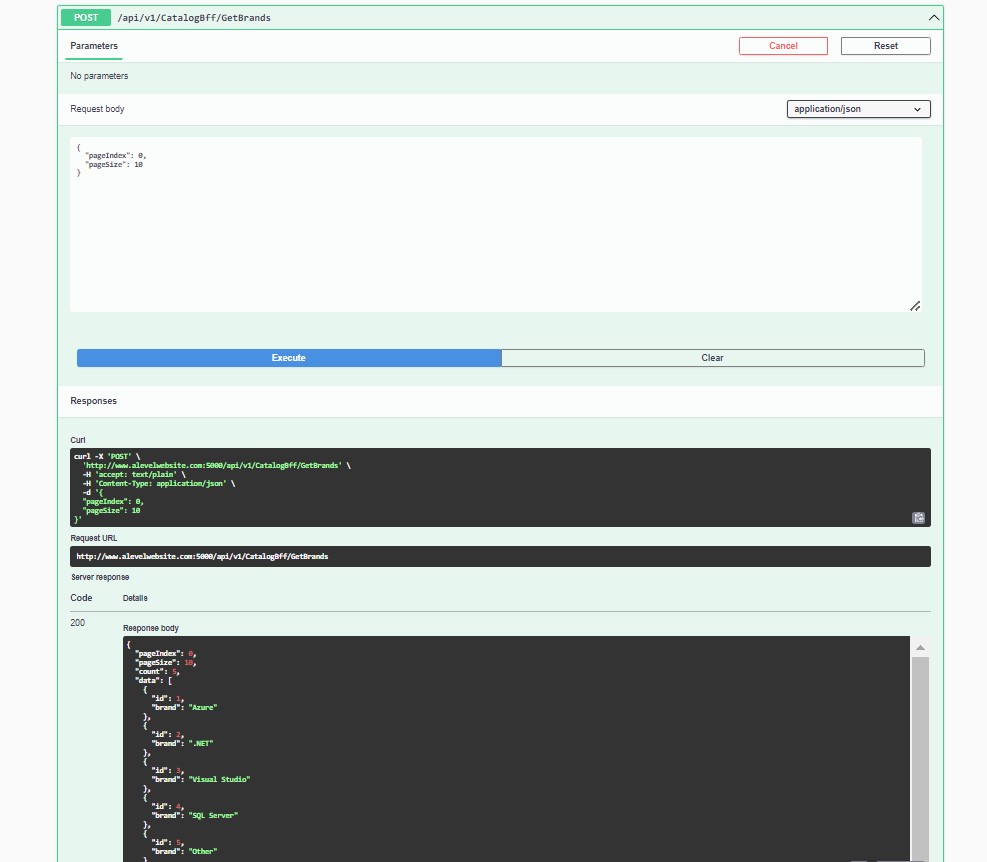 POST /api/v1/CatalogBff/GetBrands
Parameters Cancel Reset
No parameters
Request body application/json
{
"pageIndex": 0,
"pageSize": 10
}
Execute Clear
Responses
Curl
curl -X 'POST' \
'http://www.alevelwebsite.com:5000/api/v1/CatalogBff/GetBrands' \
-H 'accept: text/plain' \
-H 'Content-Type: application/json' \
-d '{
"pageIndex": 0,
"pageSize": 10
}'
Request URL
http://www.alevelwebsite.com:5000/api/v1/CatalogBff/GetBrands
Server response
Code Details
200
Response body
{
"pageIndex": 0,
"pageSize": 10,
"count": 5,
"data": [
{
"id": 1,
"brand": "Azure"
},
{
"id": 2,
"brand": ".NET"
},
{
"id": 3,
"brand": "Visual Studio"
},
{
"id": 4,
"brand": "SQL Server"
},
{
"id": 5,
"brand": "Other"
}